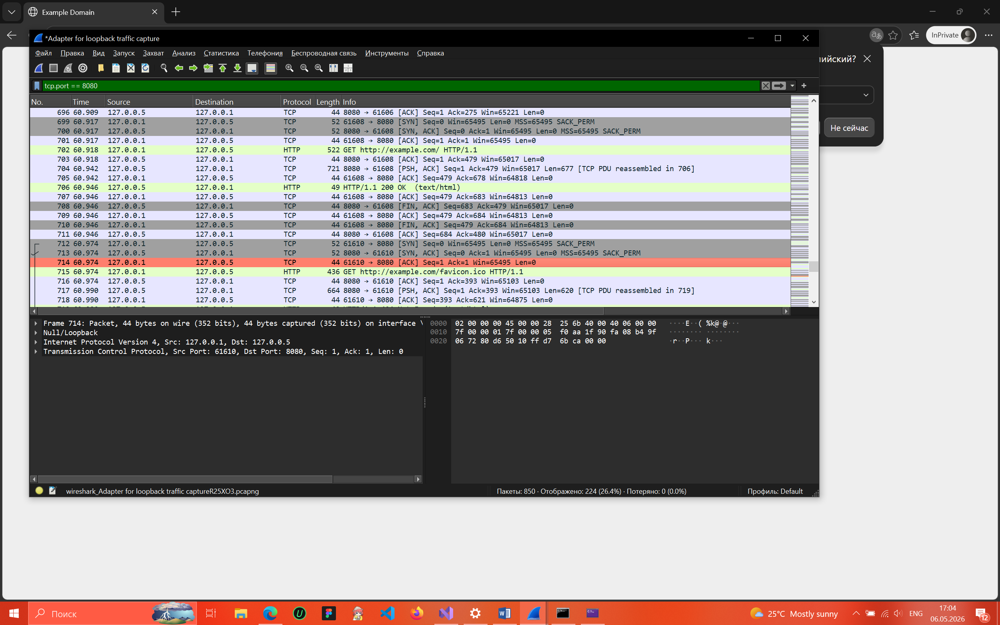 Example Domain
InPrivate
*Adapter for loopback traffic capture
Файл Правка Вид Запуск Захват Анализ Статистика Телефония Беспроводная связь Инструменты Справка
лийский?
tcp.port == 8080
Не сейчас
No. Time Source Destination Protocol Length Info
696 60.909 127.0.0.5 127.0.0.1 TCP 44 8080 → 61606 [ACK] Seq=1 Ack=275 Win=65221 Len=0
699 60.917 127.0.0.1 127.0.0.5 TCP 52 61608 → 8080 [SYN] Seq=0 Win=65495 Len=0 MSS=65495 SACK_PERM
700 60.917 127.0.0.5 127.0.0.1 TCP 52 8080 → 61608 [SYN, ACK] Seq=0 Ack=1 Win=65495 Len=0 MSS=65495 SACK_PERM
701 60.917 127.0.0.1 127.0.0.5 TCP 44 61608 → 8080 [ACK] Seq=1 Ack=1 Win=65495 Len=0
702 60.918 127.0.0.1 127.0.0.5 HTTP 522 GET http://example.com/ HTTP/1.1
703 60.918 127.0.0.5 127.0.0.1 TCP 44 8080 → 61608 [ACK] Seq=1 Ack=479 Win=65017 Len=0
704 60.942 127.0.0.5 127.0.0.1 TCP 721 8080 → 61608 [PSH, ACK] Seq=1 Ack=479 Win=65017 Len=677 [TCP PDU reassembled in 706]
705 60.942 127.0.0.1 127.0.0.5 TCP 44 61608 → 8080 [ACK] Seq=479 Ack=678 Win=64818 Len=0
706 60.946 127.0.0.5 127.0.0.1 HTTP 49 HTTP/1.1 200 OK (text/html)
707 60.946 127.0.0.1 127.0.0.5 TCP 44 61608 → 8080 [ACK] Seq=479 Ack=683 Win=64813 Len=0
708 60.946 127.0.0.5 127.0.0.1 TCP 44 8080 → 61608 [FIN, ACK] Seq=683 Ack=479 Win=65017 Len=0
709 60.946 127.0.0.1 127.0.0.5 TCP 44 61608 → 8080 [ACK] Seq=479 Ack=684 Win=64813 Len=0
710 60.946 127.0.0.1 127.0.0.5 TCP 44 61608 → 8080 [FIN, ACK] Seq=479 Ack=684 Win=64813 Len=0
711 60.946 127.0.0.5 127.0.0.1 TCP 44 8080 → 61608 [ACK] Seq=684 Ack=480 Win=65017 Len=0
712 60.974 127.0.0.1 127.0.0.5 TCP 52 61610 → 8080 [SYN] Seq=0 Win=65495 Len=0 MSS=65495 SACK_PERM
713 60.974 127.0.0.5 127.0.0.1 TCP 52 8080 → 61610 [SYN, ACK] Seq=0 Ack=1 Win=65495 Len=0 MSS=65495 SACK_PERM
714 60.974 127.0.0.1 127.0.0.5 TCP 44 61610 → 8080 [ACK] Seq=1 Ack=1 Win=65495 Len=0
715 60.974 127.0.0.1 127.0.0.5 HTTP 436 GET http://example.com/favicon.ico HTTP/1.1
716 60.974 127.0.0.5 127.0.0.1 TCP 44 8080 → 61610 [ACK] Seq=1 Ack=393 Win=65103 Len=0
717 60.990 127.0.0.5 127.0.0.1 TCP 664 8080 → 61610 [PSH, ACK] Seq=1 Ack=393 Win=65103 Len=620 [TCP PDU reassembled in 719]
718 60.990 127.0.0.1 127.0.0.5 TCP 44 61610 → 8080 [ACK] Seq=393 Ack=621 Win=64875 Len=0
Frame 714: Packet, 44 bytes on wire (352 bits), 44 bytes captured (352 bits) on interface \
Null/Loopback
Internet Protocol Version 4, Src: 127.0.0.1, Dst: 127.0.0.5
Transmission Control Protocol, Src Port: 61610, Dst Port: 8080, Seq: 1, Ack: 1, Len: 0
0000 02 00 00 00 45 00 00 28 25 6b 40 00 40 06 00 00 ····E··( %k@·@···
0010 7f 00 00 01 7f 00 00 05 f0 aa 1f 90 fa 08 b4 9f ········ ········
0020 06 72 80 d6 50 10 ff d7 6b ca 00 00 ·r··P··· k···
wireshark_Adapter for loopback traffic captureR25XO3.pcapng
Пакеты: 850 · Отображено: 224 (26.4%) · Потеряно: 0 (0.0%)
Профиль: Default
Поиск
25°C Mostly sunny
ENG
17:04
06.05.2026
12